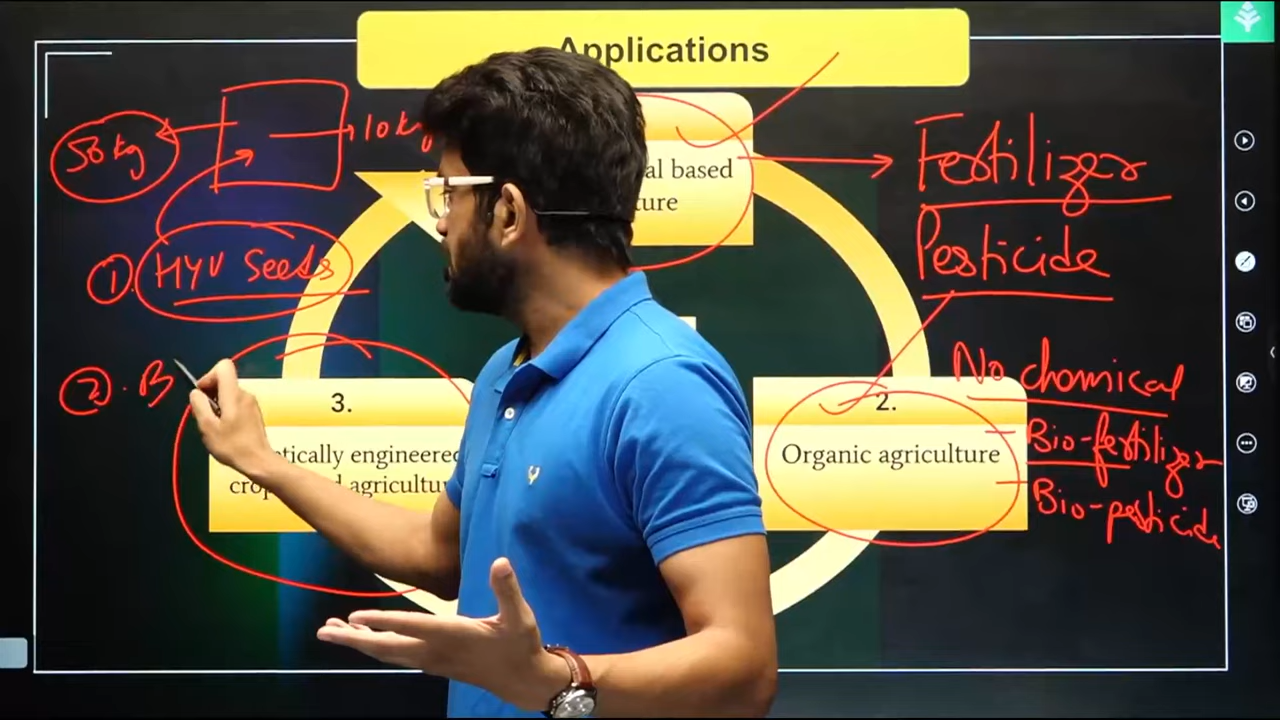 Applications
50 kg
10 kg
al based
ture
Fertilizer
Pesticide
① HYV Seeds
② . B
No chemical
Bio-fertilizer
Bio-pesticide
2.
Organic agriculture
3.
tically engineered
crop
d agricultu